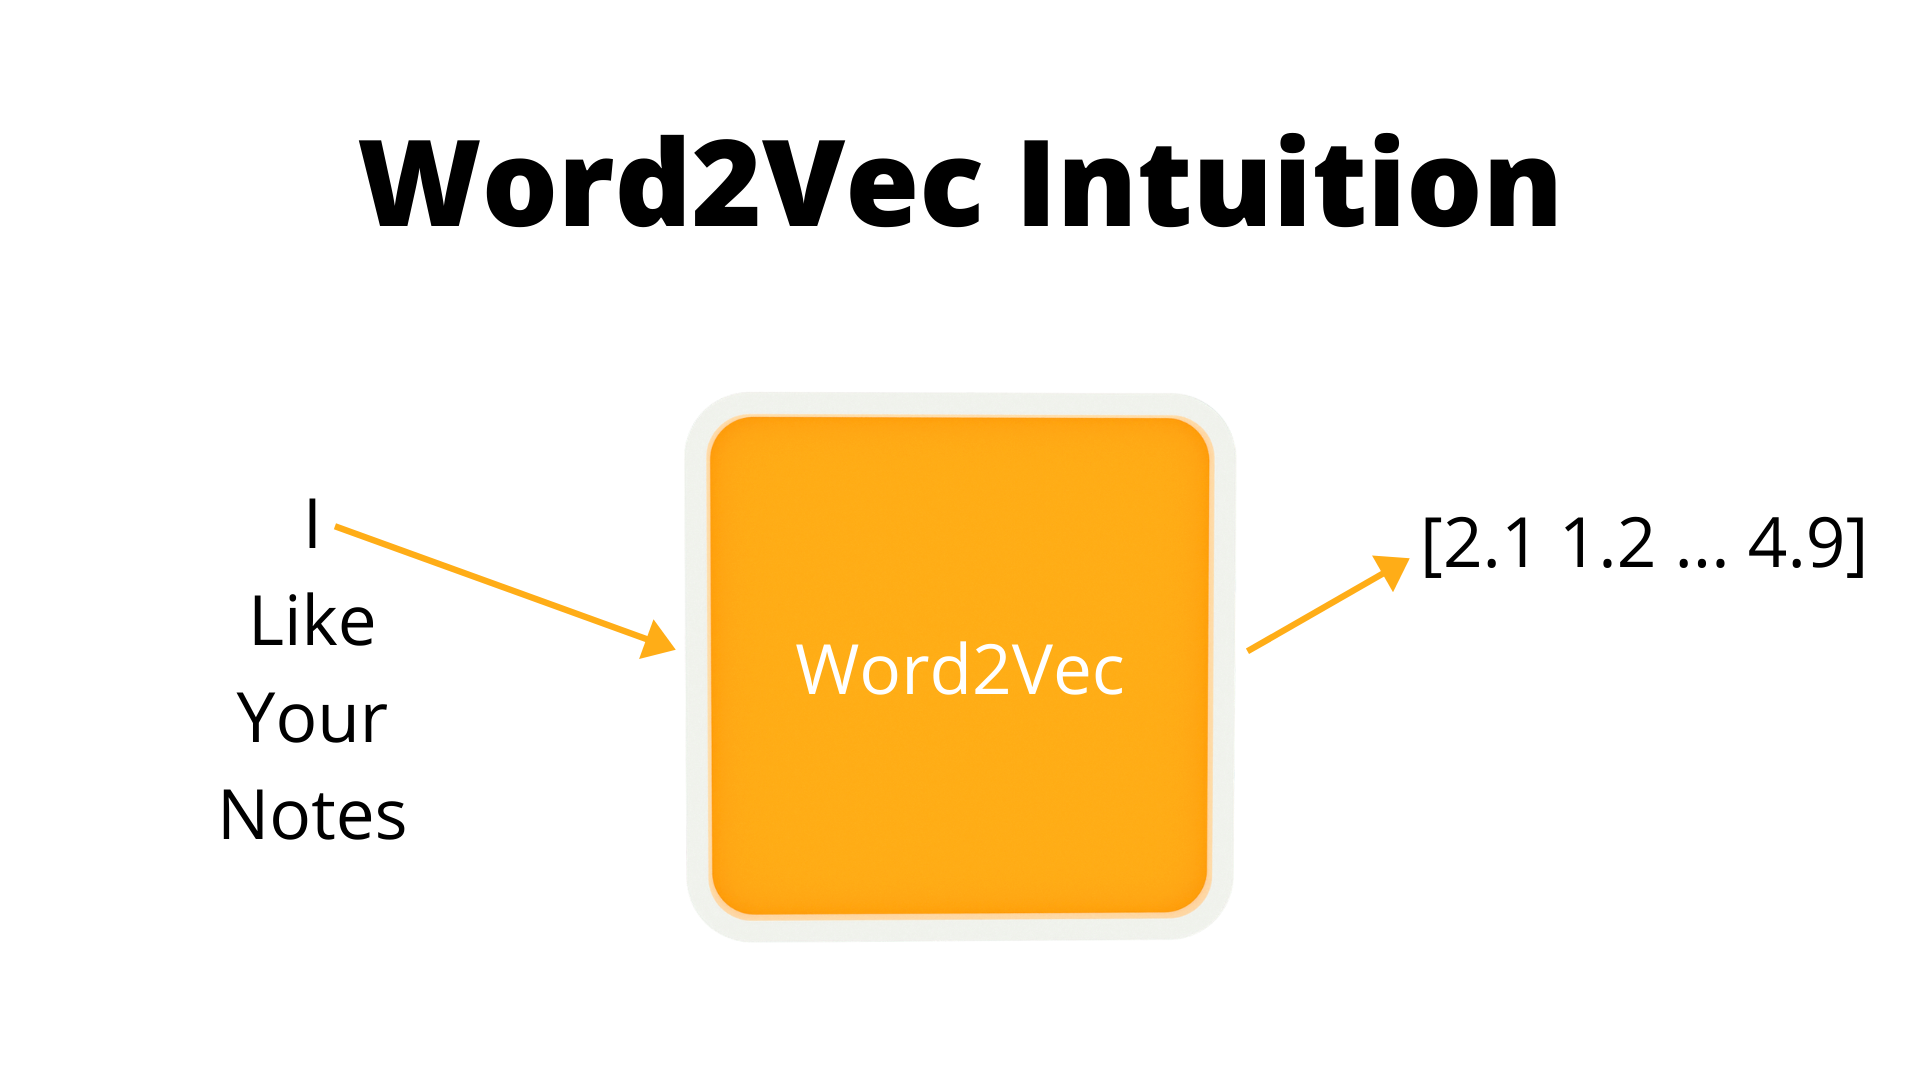 Word2Vec Intuition
I
Like
Your
Notes
Word2Vec
[2.1 1.2 ... 4.9]